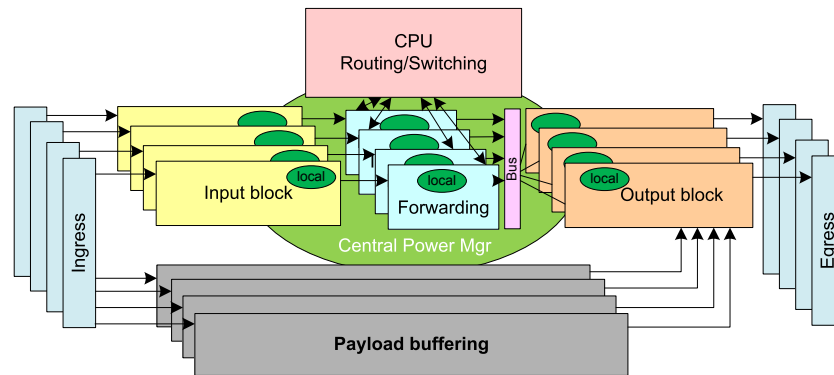 CPU
Routing/Switching
local
Input block
local
Forwarding
Bus
local
Output block
Central Power Mgr
Ingress
Egress
Payload buffering